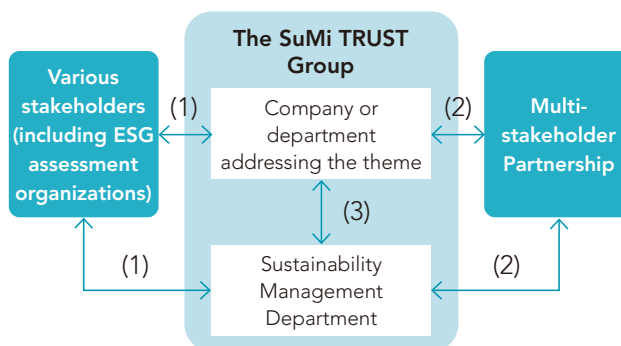 The SuMi TRUST
Group
Various
stakeholders
(including ESG
assessment
organizations)
(1)
Company or
department
addressing the theme
(2)
Multi-
stakeholder
Partnership
(3)
(1)
Sustainability
Management
Department
(2)